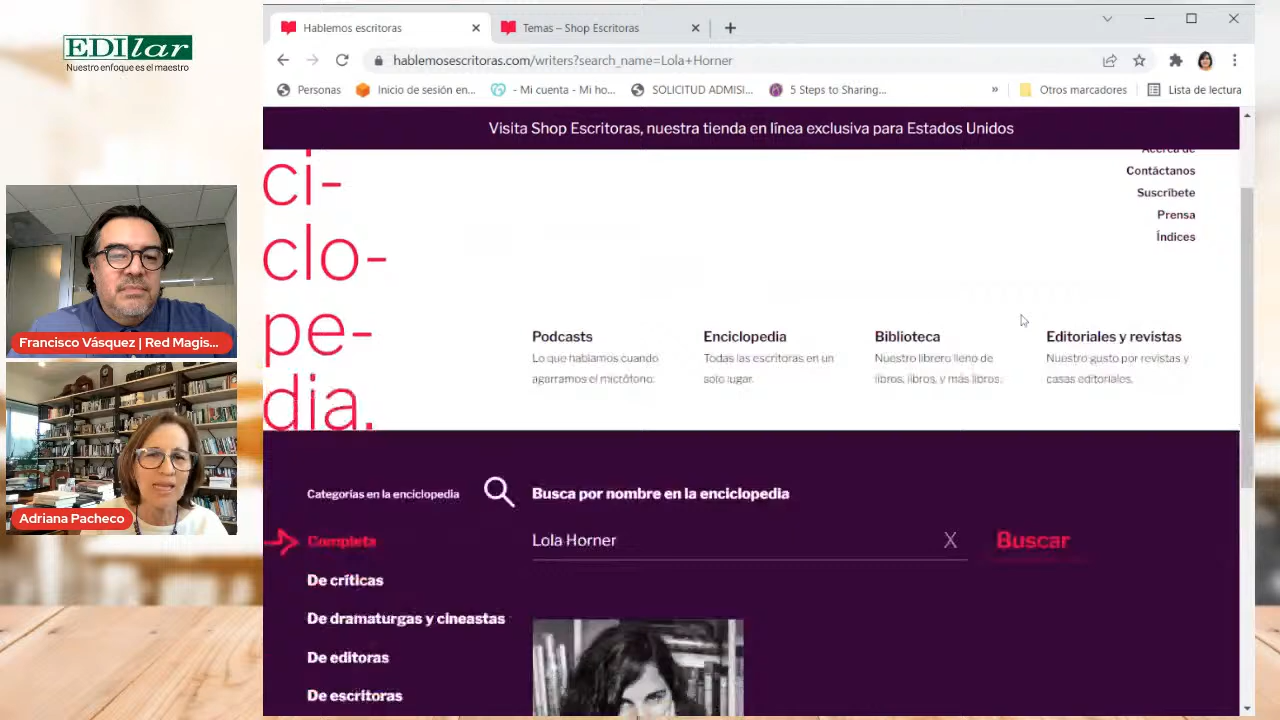 EDIlar
Nuestro enfoque es el maestro
Francisco Vásquez | Red Magis...
Adriana Pacheco
Hablemos escritoras
Temas – Shop Escritoras
hablemosescritoras.com/writers?search_name=Lola+Horner
Personas
Inicio de sesión en...
- Mi cuenta - Mi ho...
SOLICITUD ADMISI...
5 Steps to Sharing...
»
Otros marcadores
Lista de lectura
Visita Shop Escritoras, nuestra tienda en línea exclusiva para Estados Unidos
ci-
clo-
pe-
dia.
Acerca de
Contáctanos
Suscríbete
Prensa
Índices
Podcasts
Lo que hablamos cuando
agarramos el micrófono.
Enciclopedia
Todas las escritoras en un
solo lugar.
Biblioteca
Nuestro librero lleno de
libros, libros, y más libros.
Editoriales y revistas
Nuestro gusto por revistas y
casas editoriales.
Categorías en la enciclopedia
Completa
De críticas
De dramaturgas y cineastas
De editoras
De escritoras
Busca por nombre en la enciclopedia
Lola Horner
X
Buscar